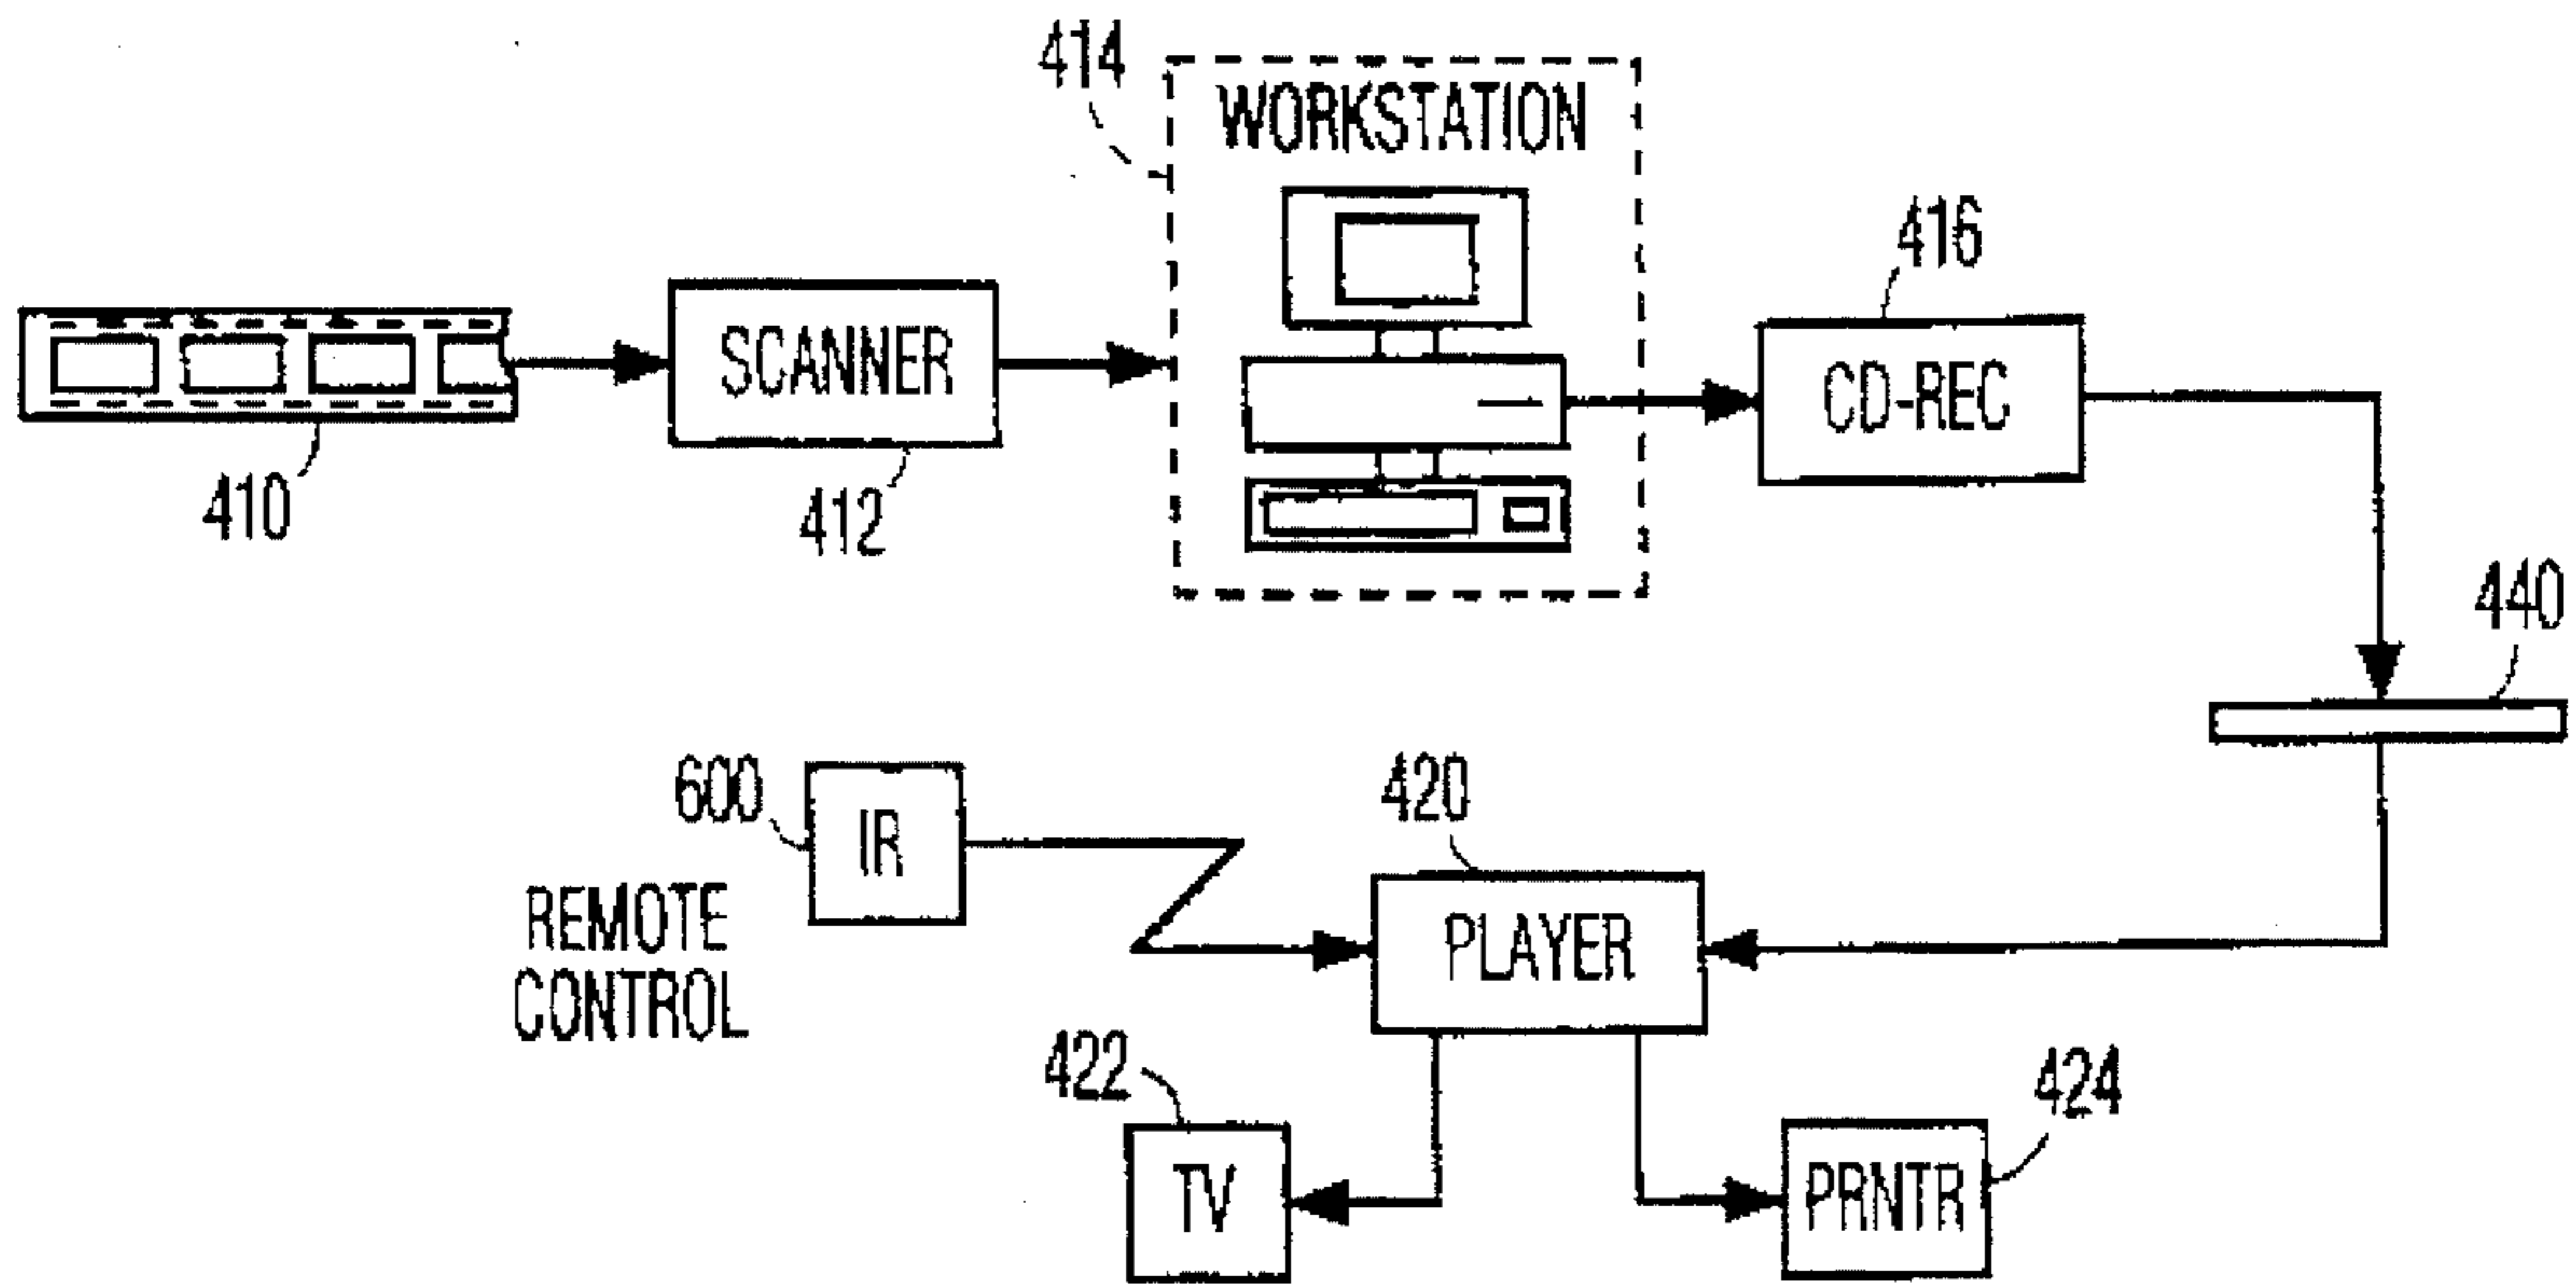 414
WORKSTATION
416
SCANNER
CD-REC
410
412
440
600
IR
420
REMOTE
CONTROL
PLAYER
422
424
TV
PRNTR